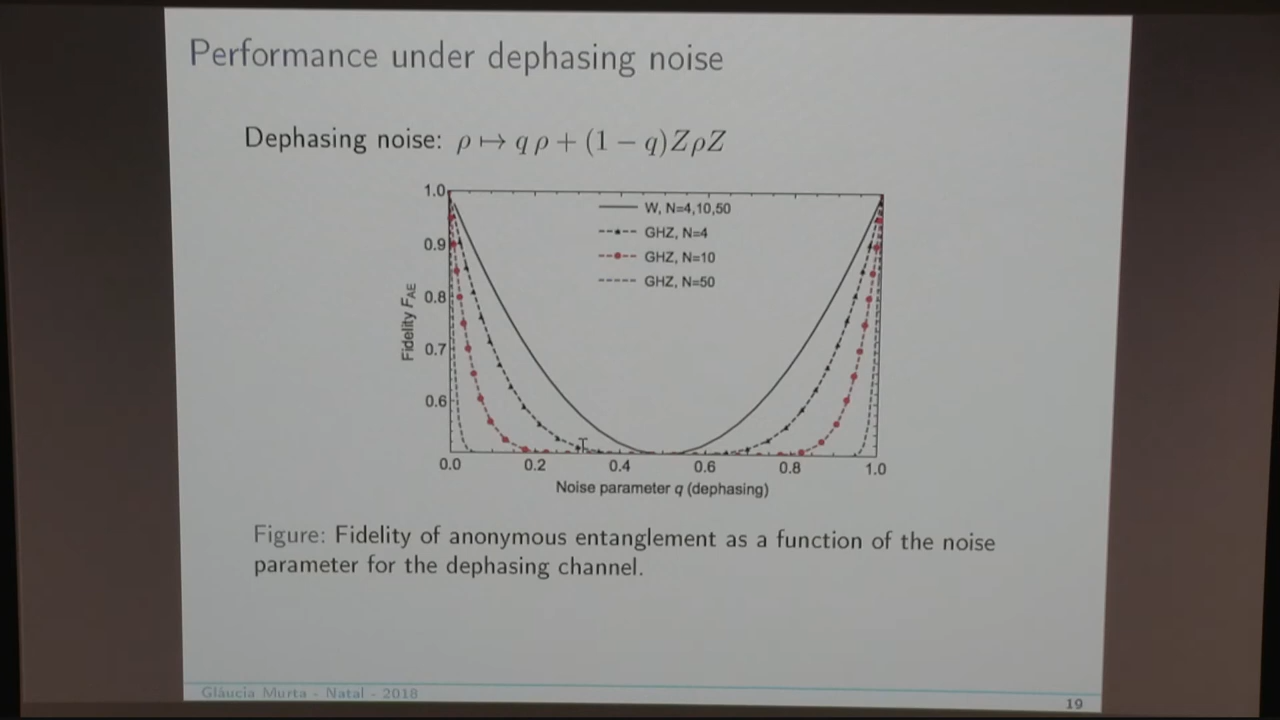 Performance under dephasing noise
Dephasing noise: ρ ↦ q ρ + (1 − q)ZρZ
1.0
0.9
0.8
0.7
0.6
Fidelity F_AE
W, N=4,10,50
GHZ, N=4
GHZ, N=10
GHZ, N=50
0.0 0.2 0.4 0.6 0.8 1.0
Noise parameter q (dephasing)
Figure: Fidelity of anonymous entanglement as a function of the noise
parameter for the dephasing channel.
Gláucia Murta - Natal - 2018
19